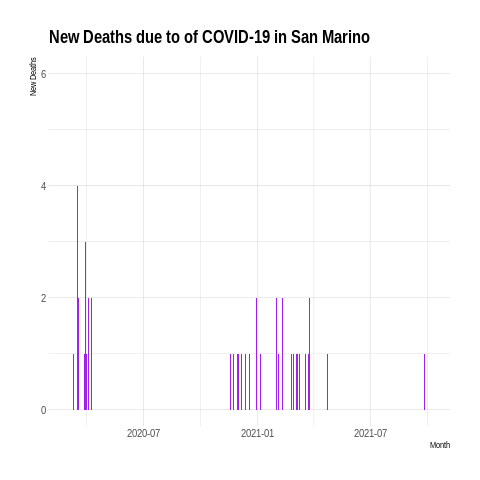 New Deaths due to of COVID-19 in San Marino
New Deaths
6
4
2
0
2020-07 2021-01 2021-07
Month